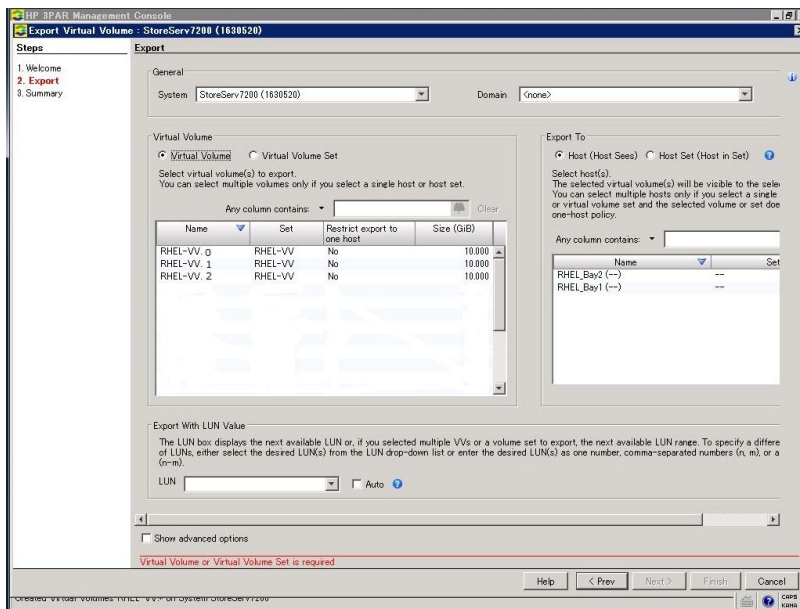 HP 3PAR Management Console
Export Virtual Volume : StoreServ7200 (1630520)
Steps
1. Welcome
2. Export
3. Summary
Export
General
System StoreServ7200 (1630520) Domain <none>
Virtual Volume
Virtual Volume Virtual Volume Set
Select virtual volume(s) to export.
You can select multiple volumes only if you select a single host or host set.
Any column contains: Clear
Name Set Restrict export to one host Size (GiB)
RHEL-VV. 0 RHEL-VV No 10.000
RHEL-VV. 1 RHEL-VV No 10.000
RHEL-VV. 2 RHEL-VV No 10.000
Export To
Host (Host Sees) Host Set (Host in Set)
Select host(s).
The selected virtual volume(s) will be visible to the sele
You can select multiple hosts only if you select a single
or virtual volume set and the selected volume or set doe
one-host policy.
Any column contains:
Name Set
RHEL_Bay2 (--) --
RHEL_Bay1 (--) --
Export With LUN Value
The LUN box displays the next available LUN or, if you selected multiple VVs or a volume set to export, the next available LUN range. To specify a differe
of LUNs, either select the desired LUN(s) from the LUN drop-down list or enter the desired LUN(s) as one number, comma-separated numbers (n, m), or a
(n-m).
LUN Auto
Show advanced options
Virtual Volume or Virtual Volume Set is required
Help < Prev Next > Finish Cancel
Created Virtual Volumes RHEL-VV.* on System StoreServ7200
CAPS
KANA